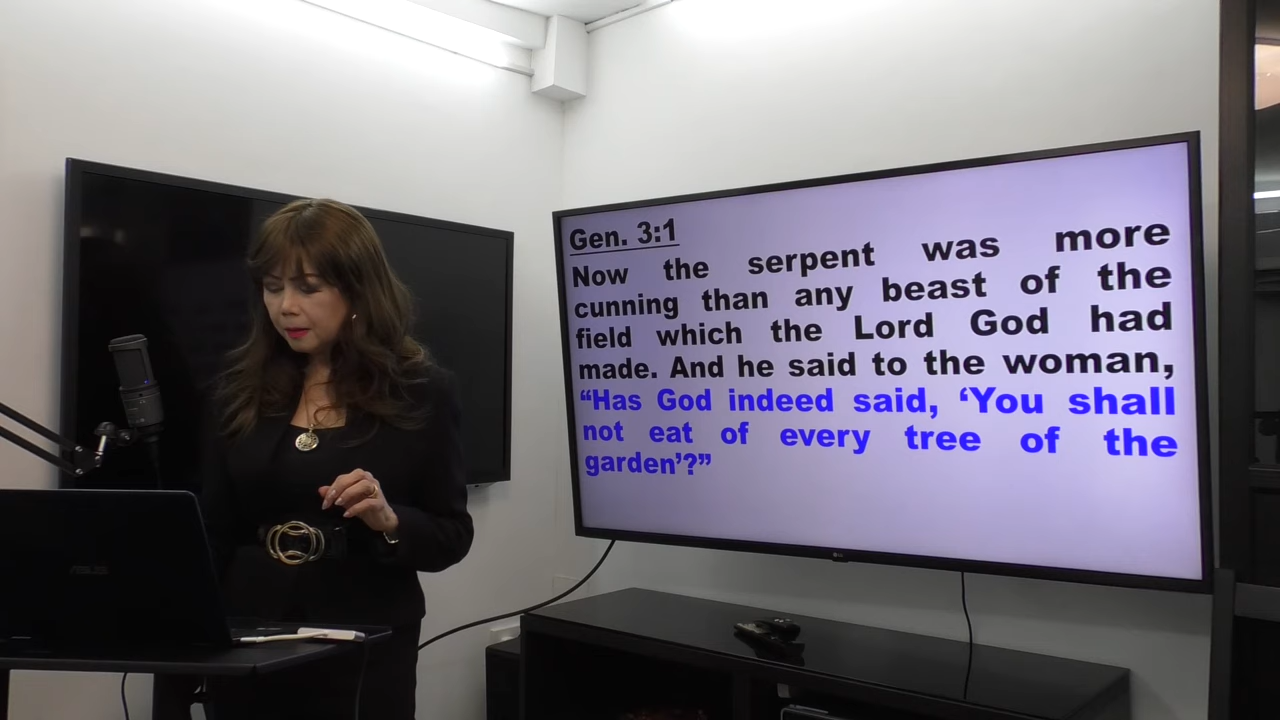 Gen. 3:1
Now the serpent was more
cunning than any beast of the
field which the Lord God had
made. And he said to the woman,
“Has God indeed said, ‘You shall
not eat of every tree of the
garden’?”
LG
ASUS